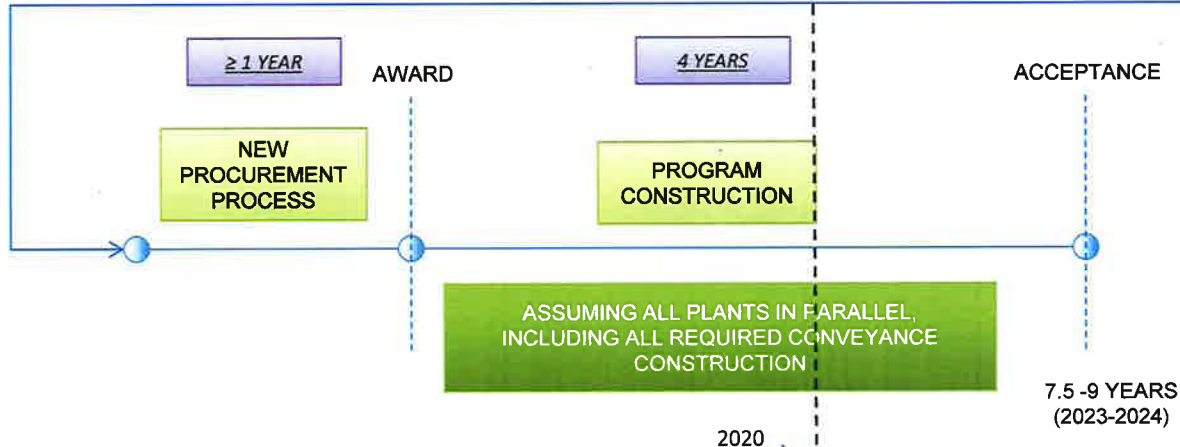 ≥ 1 YEAR
4 YEARS
AWARD
ACCEPTANCE
NEW
PROCUREMENT
PROCESS
PROGRAM
CONSTRUCTION
ASSUMING ALL PLANTS IN PARALLEL,
INCLUDING ALL REQUIRED CONVEYANCE
CONSTRUCTION
7.5 -9 YEARS
(2023-2024)
2020